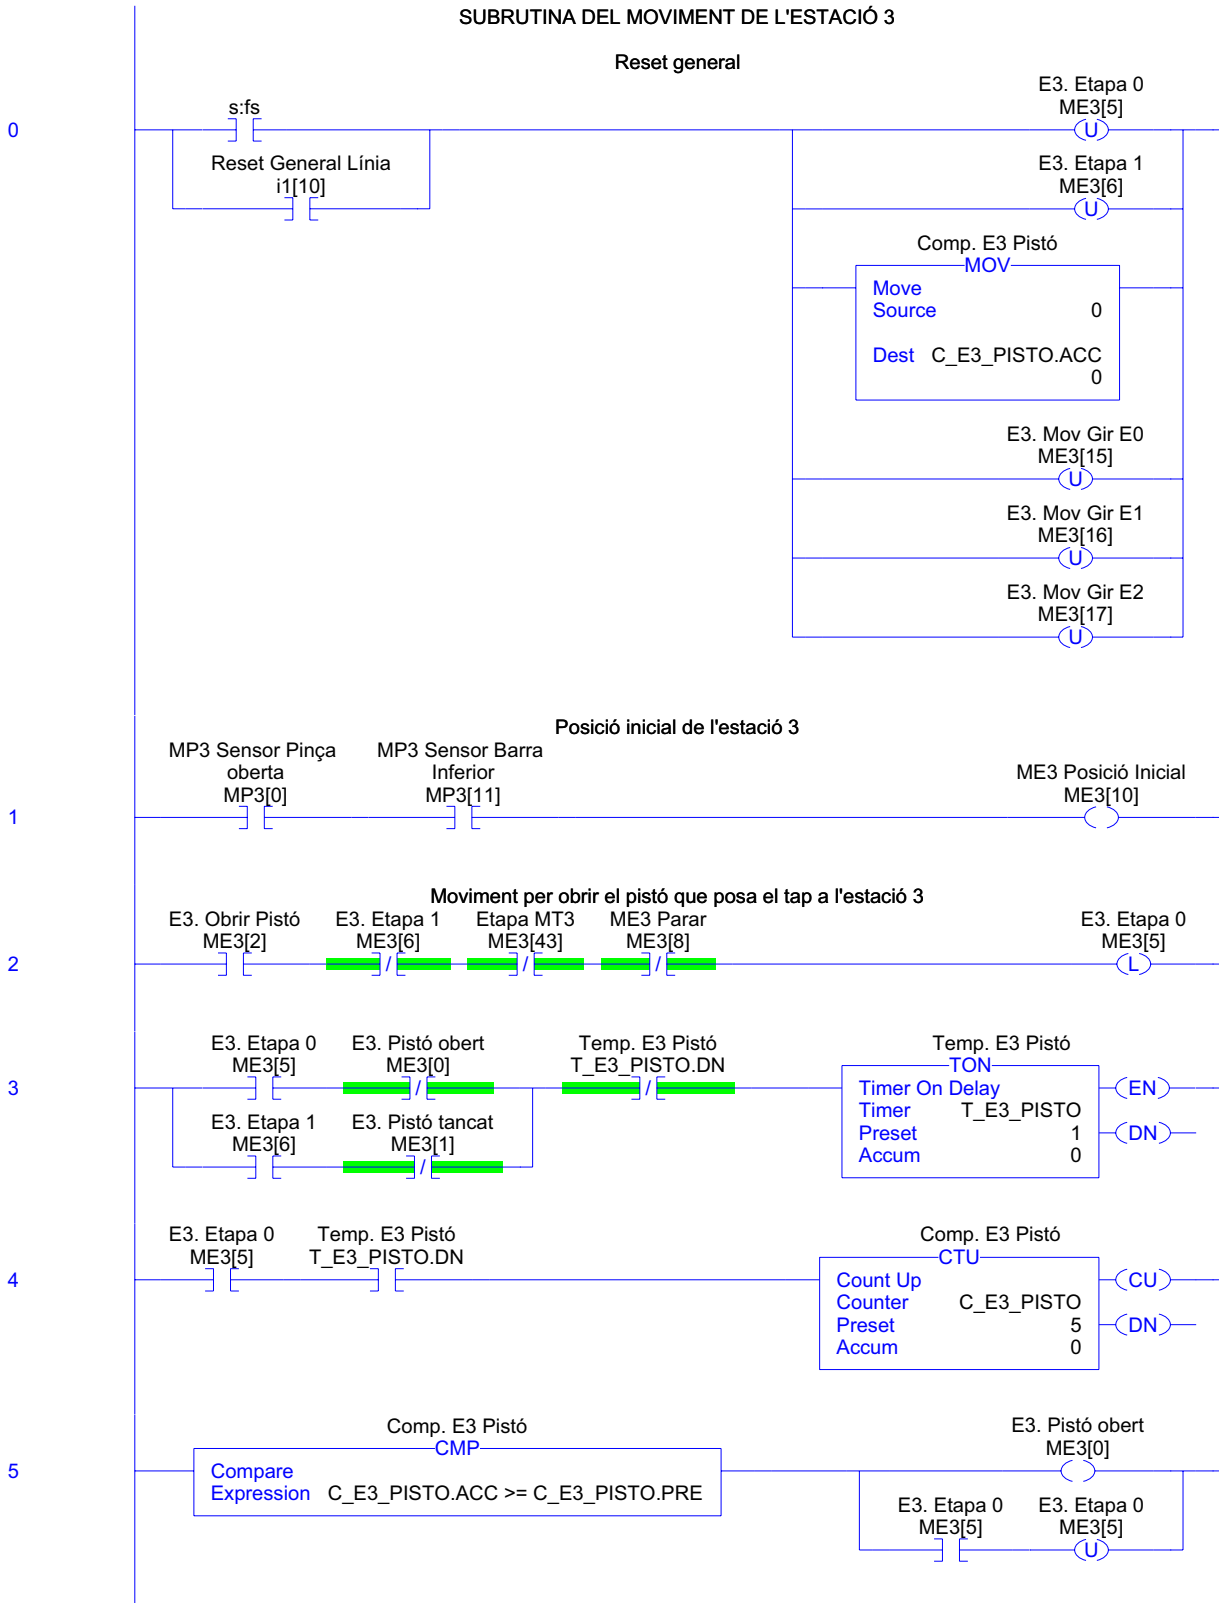 SUBRUTINA DEL MOVIMENT DE L'ESTACIÓ 3
Reset general
0
s:fs
Reset General Línia
i1[10]
E3. Etapa 0
ME3[5]
U
E3. Etapa 1
ME3[6]
U
Comp. E3 Pistó
MOV
Move
Source 0
Dest C_E3_PISTO.ACC
0
E3. Mov Gir E0
ME3[15]
U
E3. Mov Gir E1
ME3[16]
U
E3. Mov Gir E2
ME3[17]
U
Posició inicial de l'estació 3
1
MP3 Sensor Pinça
oberta
MP3[0]
MP3 Sensor Barra
Inferior
MP3[11]
ME3 Posició Inicial
ME3[10]
Moviment per obrir el pistó que posa el tap a l'estació 3
2
E3. Obrir Pistó
ME3[2]
E3. Etapa 1
ME3[6]
/
Etapa MT3
ME3[43]
/
ME3 Parar
ME3[8]
/
E3. Etapa 0
ME3[5]
L
3
E3. Etapa 0
ME3[5]
E3. Pistó obert
ME3[0]
/
E3. Etapa 1
ME3[6]
E3. Pistó tancat
ME3[1]
/
Temp. E3 Pistó
T_E3_PISTO.DN
/
Temp. E3 Pistó
TON
Timer On Delay
Timer T_E3_PISTO
Preset 1
Accum 0
EN
DN
4
E3. Etapa 0
ME3[5]
Temp. E3 Pistó
T_E3_PISTO.DN
Comp. E3 Pistó
CTU
Count Up
Counter C_E3_PISTO
Preset 5
Accum 0
CU
DN
5
Comp. E3 Pistó
CMP
Compare
Expression C_E3_PISTO.ACC >= C_E3_PISTO.PRE
E3. Pistó obert
ME3[0]
E3. Etapa 0
ME3[5]
E3. Etapa 0
ME3[5]
U